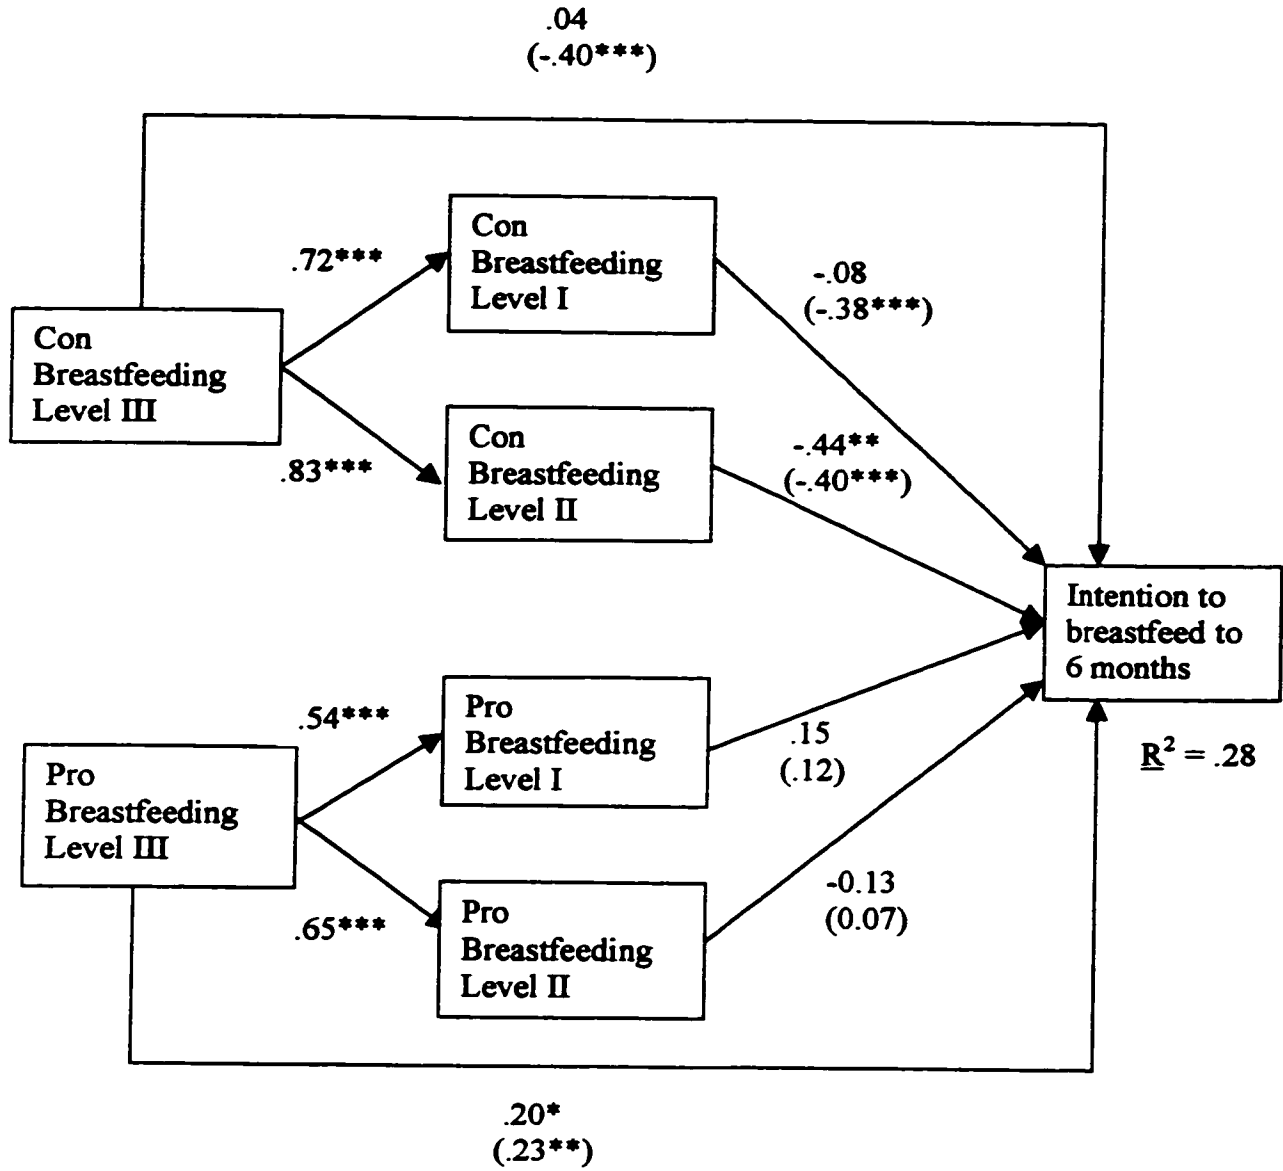 .04
(-.40***)
Con
Breastfeeding
Level I
.72***
-.08
(-.38***)
Con
Breastfeeding
Level III
Con
Breastfeeding
Level II
.83***
-.44**
(-.40***)
Intention to
breastfeed to
6 months
R² = .28
Pro
Breastfeeding
Level I
.54***
.15
(.12)
Pro
Breastfeeding
Level III
Pro
Breastfeeding
Level II
.65***
-0.13
(0.07)
.20*
(.23**)